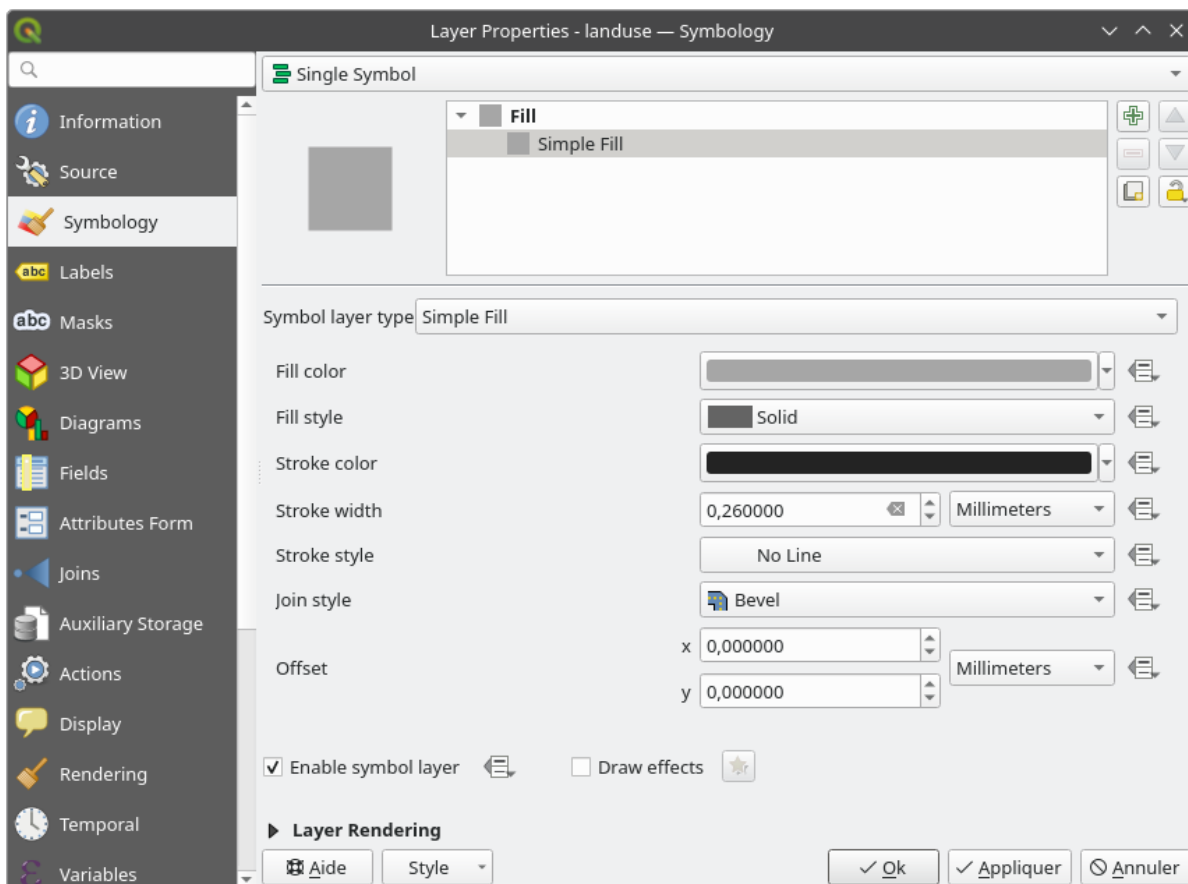 Layer Properties - landuse — Symbology
Information
Source
Symbology
Labels
Masks
3D View
Diagrams
Fields
Attributes Form
Joins
Auxiliary Storage
Actions
Display
Rendering
Temporal
Variables
Single Symbol
Fill
Simple Fill
Symbol layer type Simple Fill
Fill color
Fill style Solid
Stroke color
Stroke width 0,260000 Millimeters
Stroke style No Line
Join style Bevel
Offset x 0,000000 Millimeters
y 0,000000
Enable symbol layer Draw effects
Layer Rendering
Aide Style Ok Appliquer Annuler
abc
abc